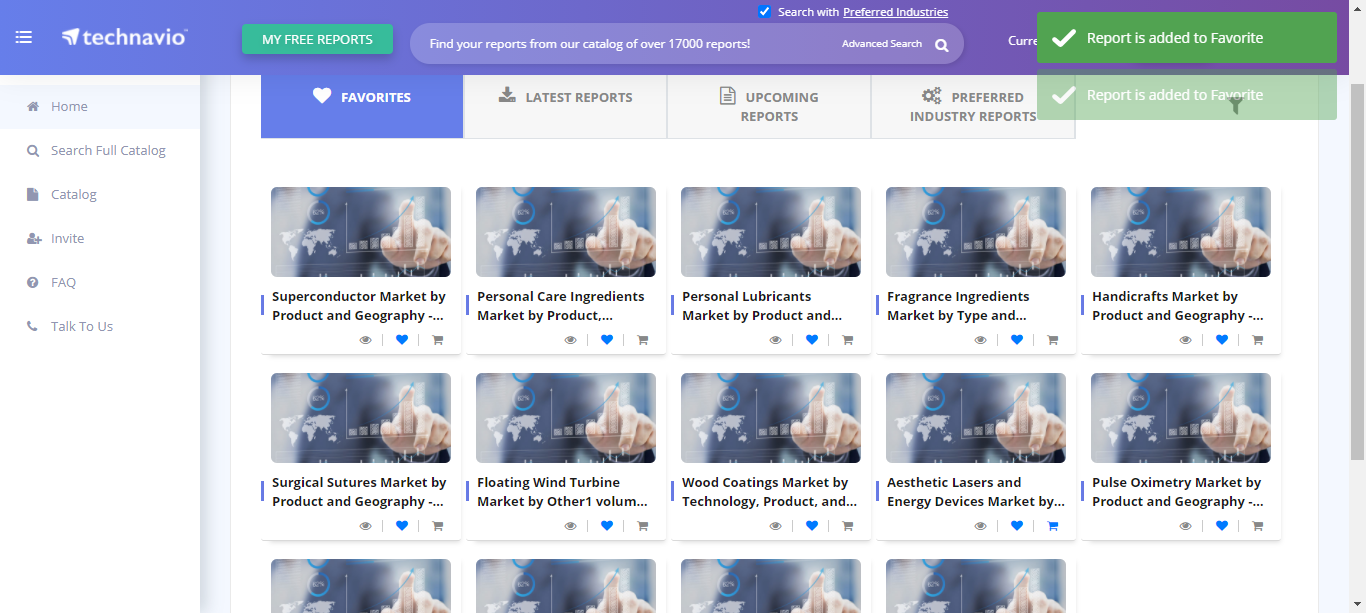 Search with Preferred Industries
technavio
MY FREE REPORTS
Find your reports from our catalog of over 17000 reports!
Advanced Search
Report is added to Favorite
Report is added to Favorite
Home
Search Full Catalog
Catalog
Invite
FAQ
Talk To Us
FAVORITES
LATEST REPORTS
UPCOMING
REPORTS
PREFERRED
INDUSTRY REPORTS
Superconductor Market by
Product and Geography -...
Personal Care Ingredients
Market by Product,...
Personal Lubricants
Market by Product and...
Fragrance Ingredients
Market by Type and...
Handicrafts Market by
Product and Geography -...
Surgical Sutures Market by
Product and Geography -...
Floating Wind Turbine
Market by Other1 volum...
Wood Coatings Market by
Technology, Product, and...
Aesthetic Lasers and
Energy Devices Market by...
Pulse Oximetry Market by
Product and Geography -...